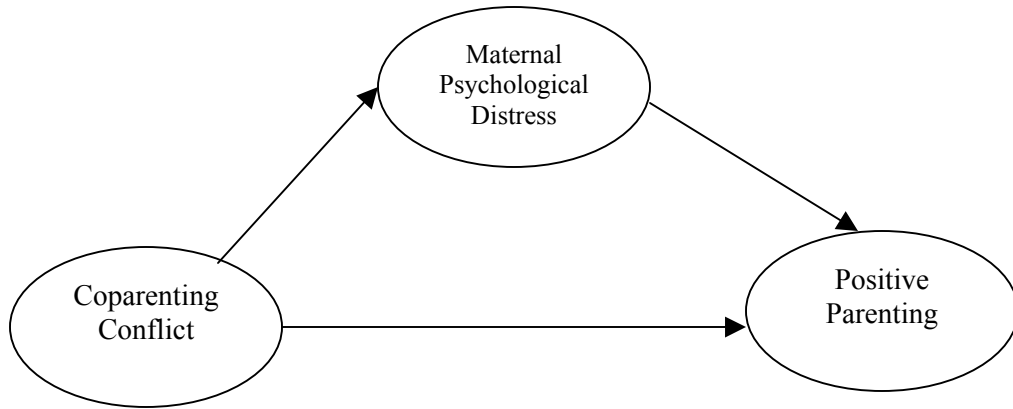 Maternal
Psychological
Distress
Coparenting
Conflict
Positive
Parenting